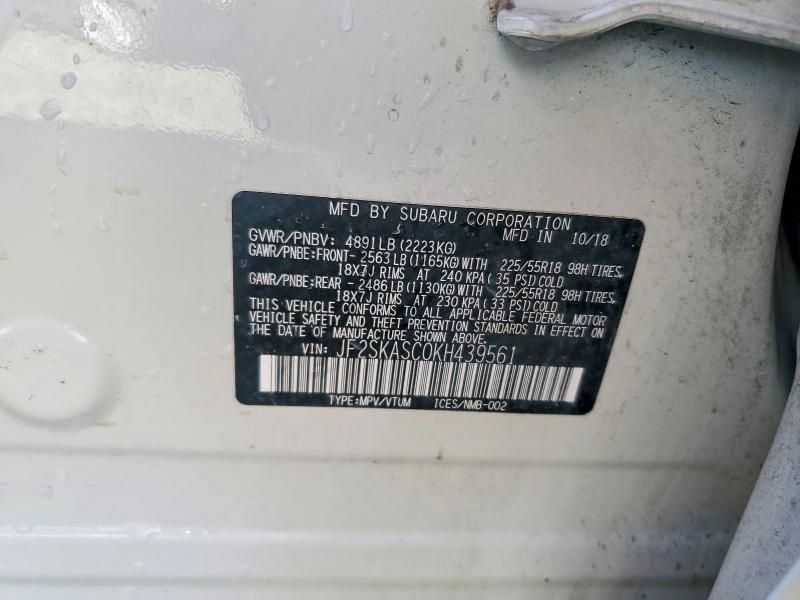 MFD BY SUBARU CORPORATION
MFD IN 10/18
GVWR/PNBV: 4891LB (2223KG)
GAWR/PNBE:FRONT- 2563 LB (1165KG) WITH 225/55R18 98H TIRES,
18X7J RIMS AT 240 KPA (35 PSI) COLD
GAWR/PNBE:REAR - 2486 LB (1130KG) WITH 225/55R18 98H TIRES,
18X7J RIMS AT 230 KPA (33 PSI) COLD
THIS VEHICLE CONFORMS TO ALL APPLICABLE FEDERAL MOTOR
VEHICLE SAFETY AND THEFT PREVENTION STANDARDS IN EFFECT ON
THE DATE OF MANUFACTURE SHOWN ABOVE.
VIN: JF2SKASC0KH439561
TYPE:MPV/VTUM ICES/NMB-002